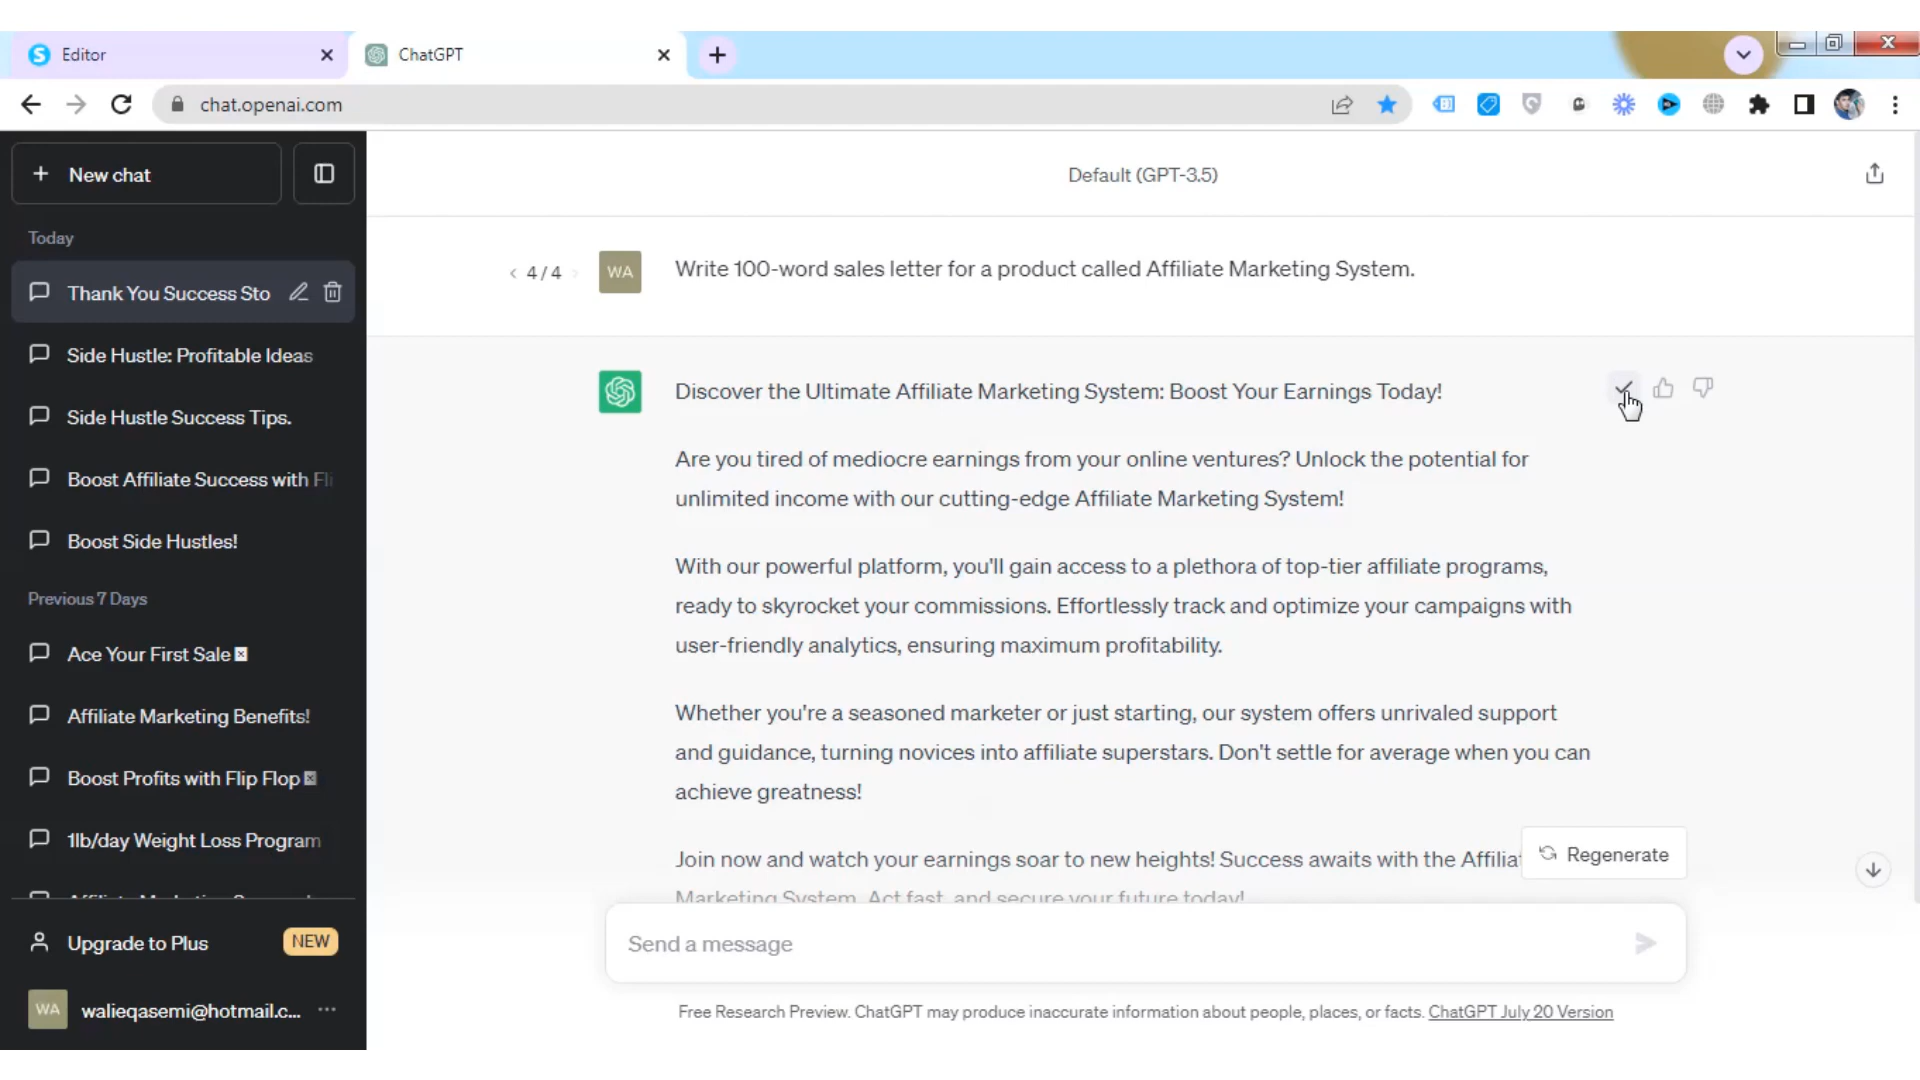 Editor
ChatGPT
chat.openai.com
New chat
Default (GPT-3.5)
Today
4 / 4
WA
Write 100-word sales letter for a product called Affiliate Marketing System.
Thank You Success Sto
Side Hustle: Profitable Ideas
Side Hustle Success Tips.
Boost Affiliate Success with Fli
Boost Side Hustles!
Previous 7 Days
Ace Your First Sale
Affiliate Marketing Benefits!
Boost Profits with Flip Flop
1lb/day Weight Loss Program
Upgrade to Plus
NEW
WA
walieqasemi@hotmail.c...
Discover the Ultimate Affiliate Marketing System: Boost Your Earnings Today!
Are you tired of mediocre earnings from your online ventures? Unlock the potential for
unlimited income with our cutting-edge Affiliate Marketing System!
With our powerful platform, you'll gain access to a plethora of top-tier affiliate programs,
ready to skyrocket your commissions. Effortlessly track and optimize your campaigns with
user-friendly analytics, ensuring maximum profitability.
Whether you're a seasoned marketer or just starting, our system offers unrivaled support
and guidance, turning novices into affiliate superstars. Don't settle for average when you can
achieve greatness!
Join now and watch your earnings soar to new heights! Success awaits with the Affilia
Marketing System. Act fast, and secure your future today!
Regenerate
Send a message
Free Research Preview. ChatGPT may produce inaccurate information about people, places, or facts. ChatGPT July 20 Version